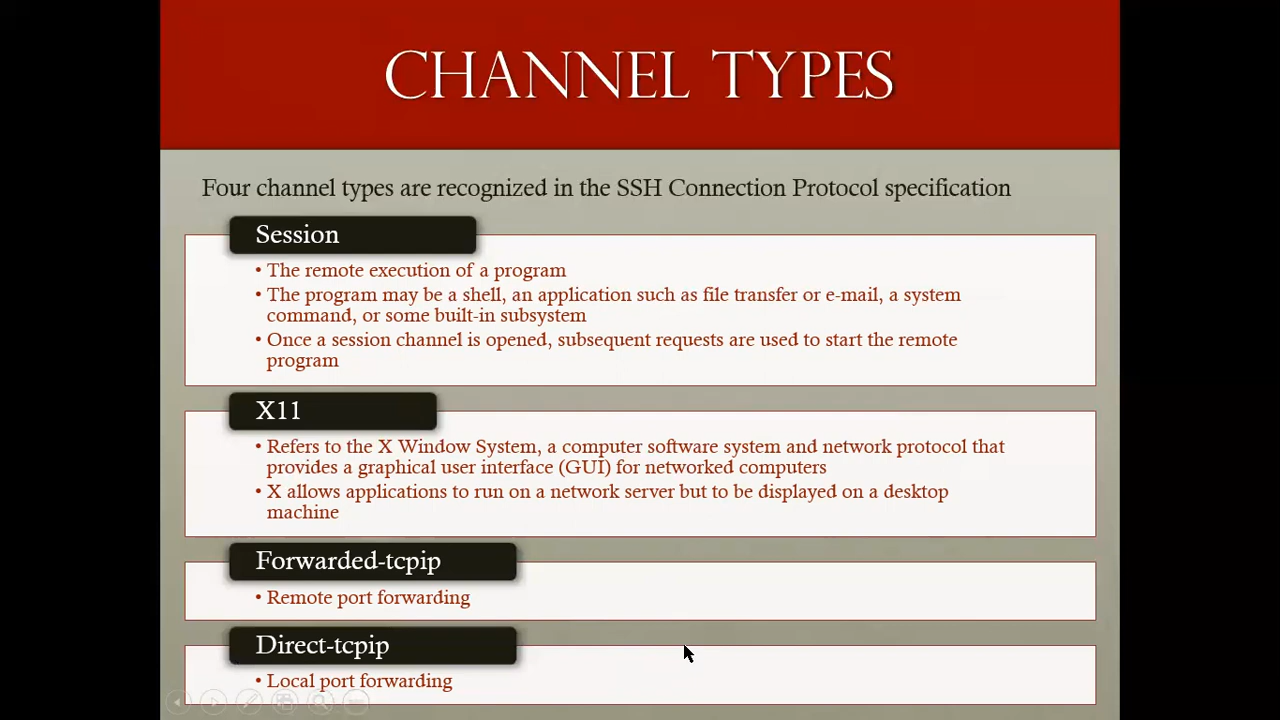 CHANNEL TYPES
Four channel types are recognized in the SSH Connection Protocol specification
Session
• The remote execution of a program
• The program may be a shell, an application such as file transfer or e-mail, a system
command, or some built-in subsystem
• Once a session channel is opened, subsequent requests are used to start the remote
program
X11
• Refers to the X Window System, a computer software system and network protocol that
provides a graphical user interface (GUI) for networked computers
• X allows applications to run on a network server but to be displayed on a desktop
machine
Forwarded-tcpip
• Remote port forwarding
Direct-tcpip
• Local port forwarding